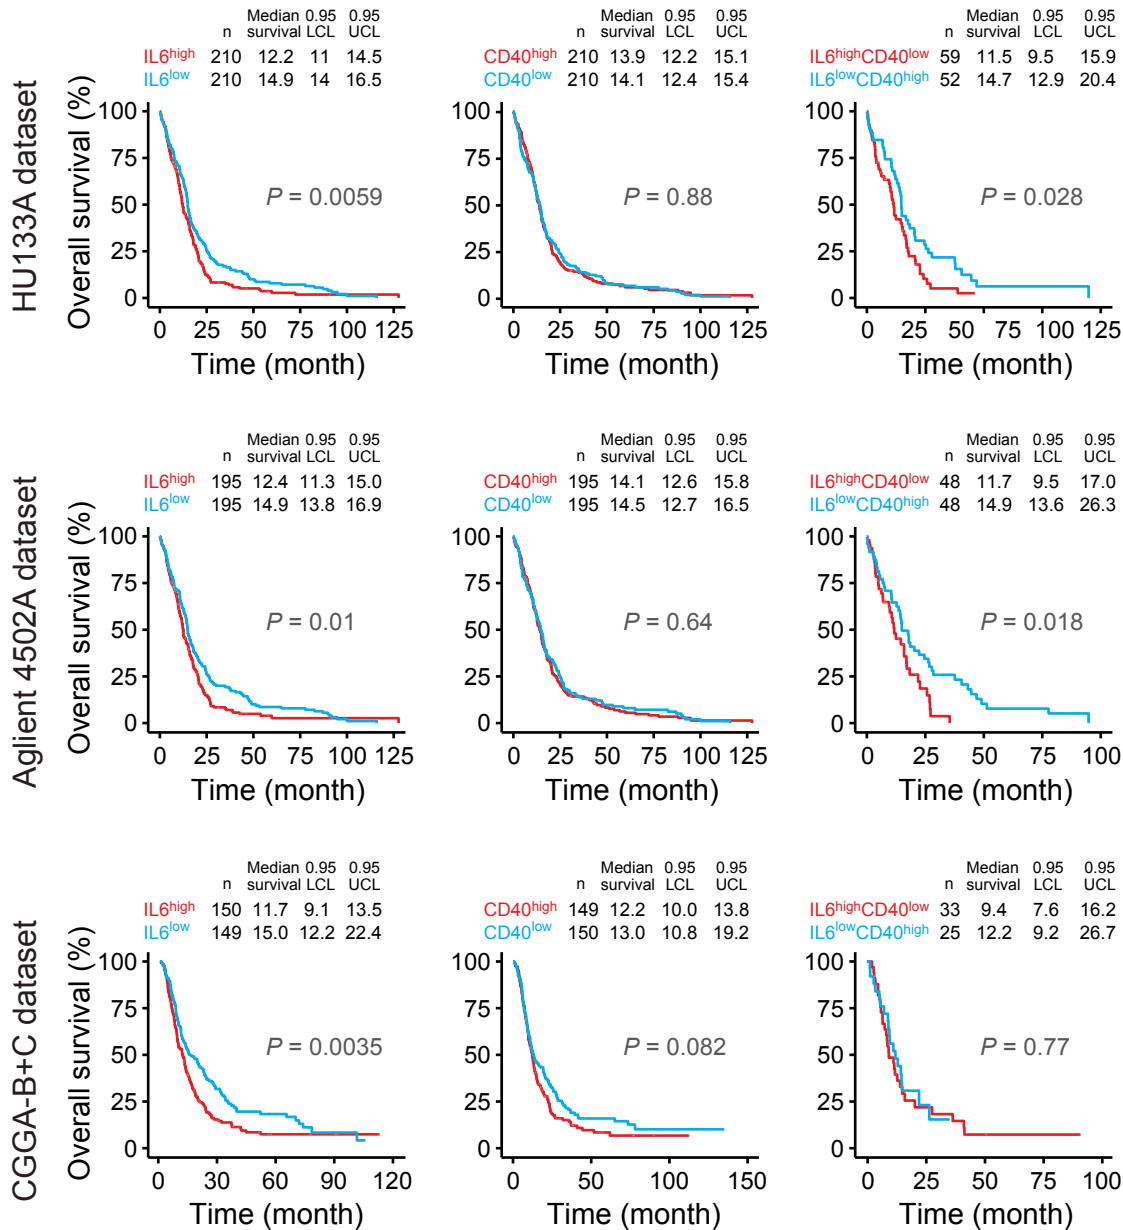 HU133A dataset
Median 0.95 0.95
n survival LCL UCL
IL6high 210 12.2 11 14.5
IL6low 210 14.9 14 16.5
Overall survival (%)
100
75
50
25
0
P = 0.0059
0 25 50 75 100 125
Time (month)
Median 0.95 0.95
n survival LCL UCL
CD40high 210 13.9 12.2 15.1
CD40low 210 14.1 12.4 15.4
100
75
50
25
0
P = 0.88
0 25 50 75 100 125
Time (month)
Median 0.95 0.95
n survival LCL UCL
IL6highCD40low 59 11.5 9.5 15.9
IL6lowCD40high 52 14.7 12.9 20.4
100
75
50
25
0
P = 0.028
0 25 50 75 100 125
Time (month)
Aglient 4502A dataset
Median 0.95 0.95
n survival LCL UCL
IL6high 195 12.4 11.3 15.0
IL6low 195 14.9 13.8 16.9
Overall survival (%)
100
75
50
25
0
P = 0.01
0 25 50 75 100 125
Time (month)
Median 0.95 0.95
n survival LCL UCL
CD40high 195 14.1 12.6 15.8
CD40low 195 14.5 12.7 16.5
100
75
50
25
0
P = 0.64
0 25 50 75 100 125
Time (month)
Median 0.95 0.95
n survival LCL UCL
IL6highCD40low 48 11.7 9.5 17.0
IL6lowCD40high 48 14.9 13.6 26.3
100
75
50
25
0
P = 0.018
0 25 50 75 100
Time (month)
CGGA-B+C dataset
Median 0.95 0.95
n survival LCL UCL
IL6high 150 11.7 9.1 13.5
IL6low 149 15.0 12.2 22.4
Overall survival (%)
100
75
50
25
0
P = 0.0035
0 30 60 90 120
Time (month)
Median 0.95 0.95
n survival LCL UCL
CD40high 149 12.2 10.0 13.8
CD40low 150 13.0 10.8 19.2
100
75
50
25
0
P = 0.082
0 50 100 150
Time (month)
Median 0.95 0.95
n survival LCL UCL
IL6highCD40low 33 9.4 7.6 16.2
IL6lowCD40high 25 12.2 9.2 26.7
100
75
50
25
0
P = 0.77
0 25 50 75 100
Time (month)